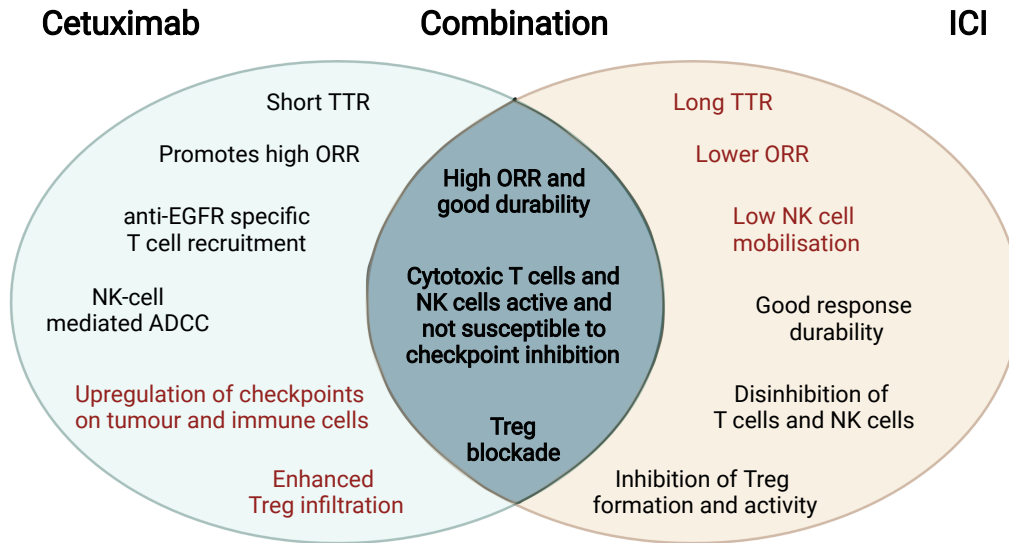 Cetuximab
Combination
ICI
Short TTR
Promotes high ORR
anti-EGFR specific
T cell recruitment
NK-cell
mediated ADCC
Upregulation of checkpoints
on tumour and immune cells
Enhanced
Treg infiltration
High ORR and
good durability
Cytotoxic T cells and
NK cells active and
not susceptible to
checkpoint inhibition
Treg
blockade
Long TTR
Lower ORR
Low NK cell
mobilisation
Good response
durability
Disinhibition of
T cells and NK cells
Inhibition of Treg
formation and activity